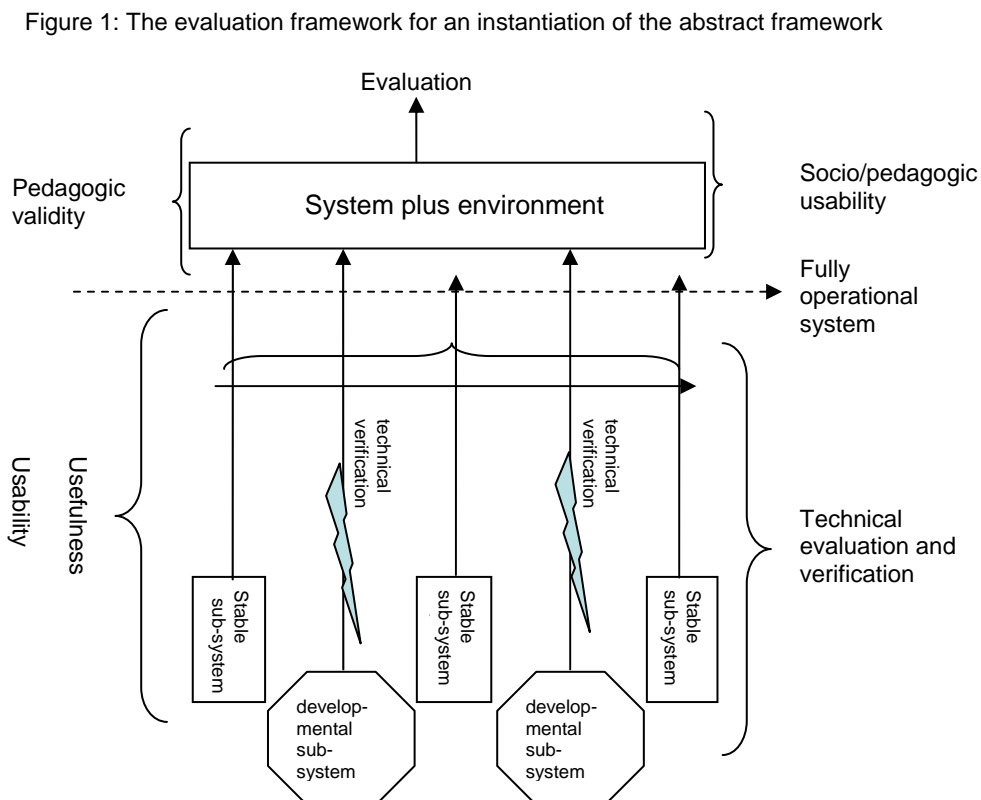 Figure 1: The evaluation framework for an instantiation of the abstract framework
Evaluation
Pedagogic
validity
System plus environment
Socio/pedagogic
usability
Fully
operational
system
technical
verification
technical
verification
Usability
Usefulness
Technical
evaluation and
verification
Stable
sub-system
Stable
sub-system
Stable
sub-system
develop-
mental
sub-
system
develop-
mental
sub-
system